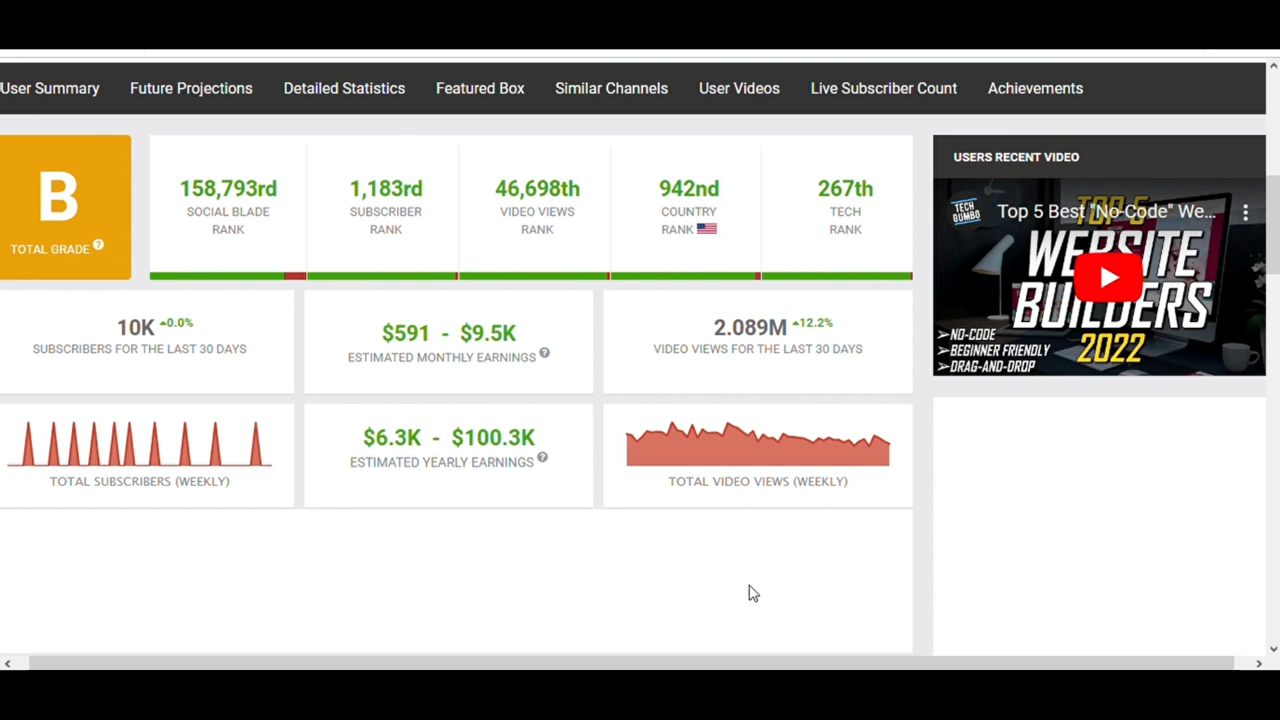 User Summary Future Projections Detailed Statistics Featured Box Similar Channels User Videos Live Subscriber Count Achievements
B
TOTAL GRADE ?
158,793rd
SOCIAL BLADE
RANK
1,183rd
SUBSCRIBER
RANK
46,698th
VIDEO VIEWS
RANK
942nd
COUNTRY
RANK
267th
TECH
RANK
USERS RECENT VIDEO
TECH
GUMBO
Top 5 Best "No-Code" We...
TOP 5
WEBSITE
BUILDERS
2022
➢NO-CODE
➢BEGINNER FRIENDLY
➢DRAG-AND-DROP
10K 0.0%
SUBSCRIBERS FOR THE LAST 30 DAYS
$591 - $9.5K
ESTIMATED MONTHLY EARNINGS ?
2.089M 12.2%
VIDEO VIEWS FOR THE LAST 30 DAYS
TOTAL SUBSCRIBERS (WEEKLY)
$6.3K - $100.3K
ESTIMATED YEARLY EARNINGS ?
TOTAL VIDEO VIEWS (WEEKLY)